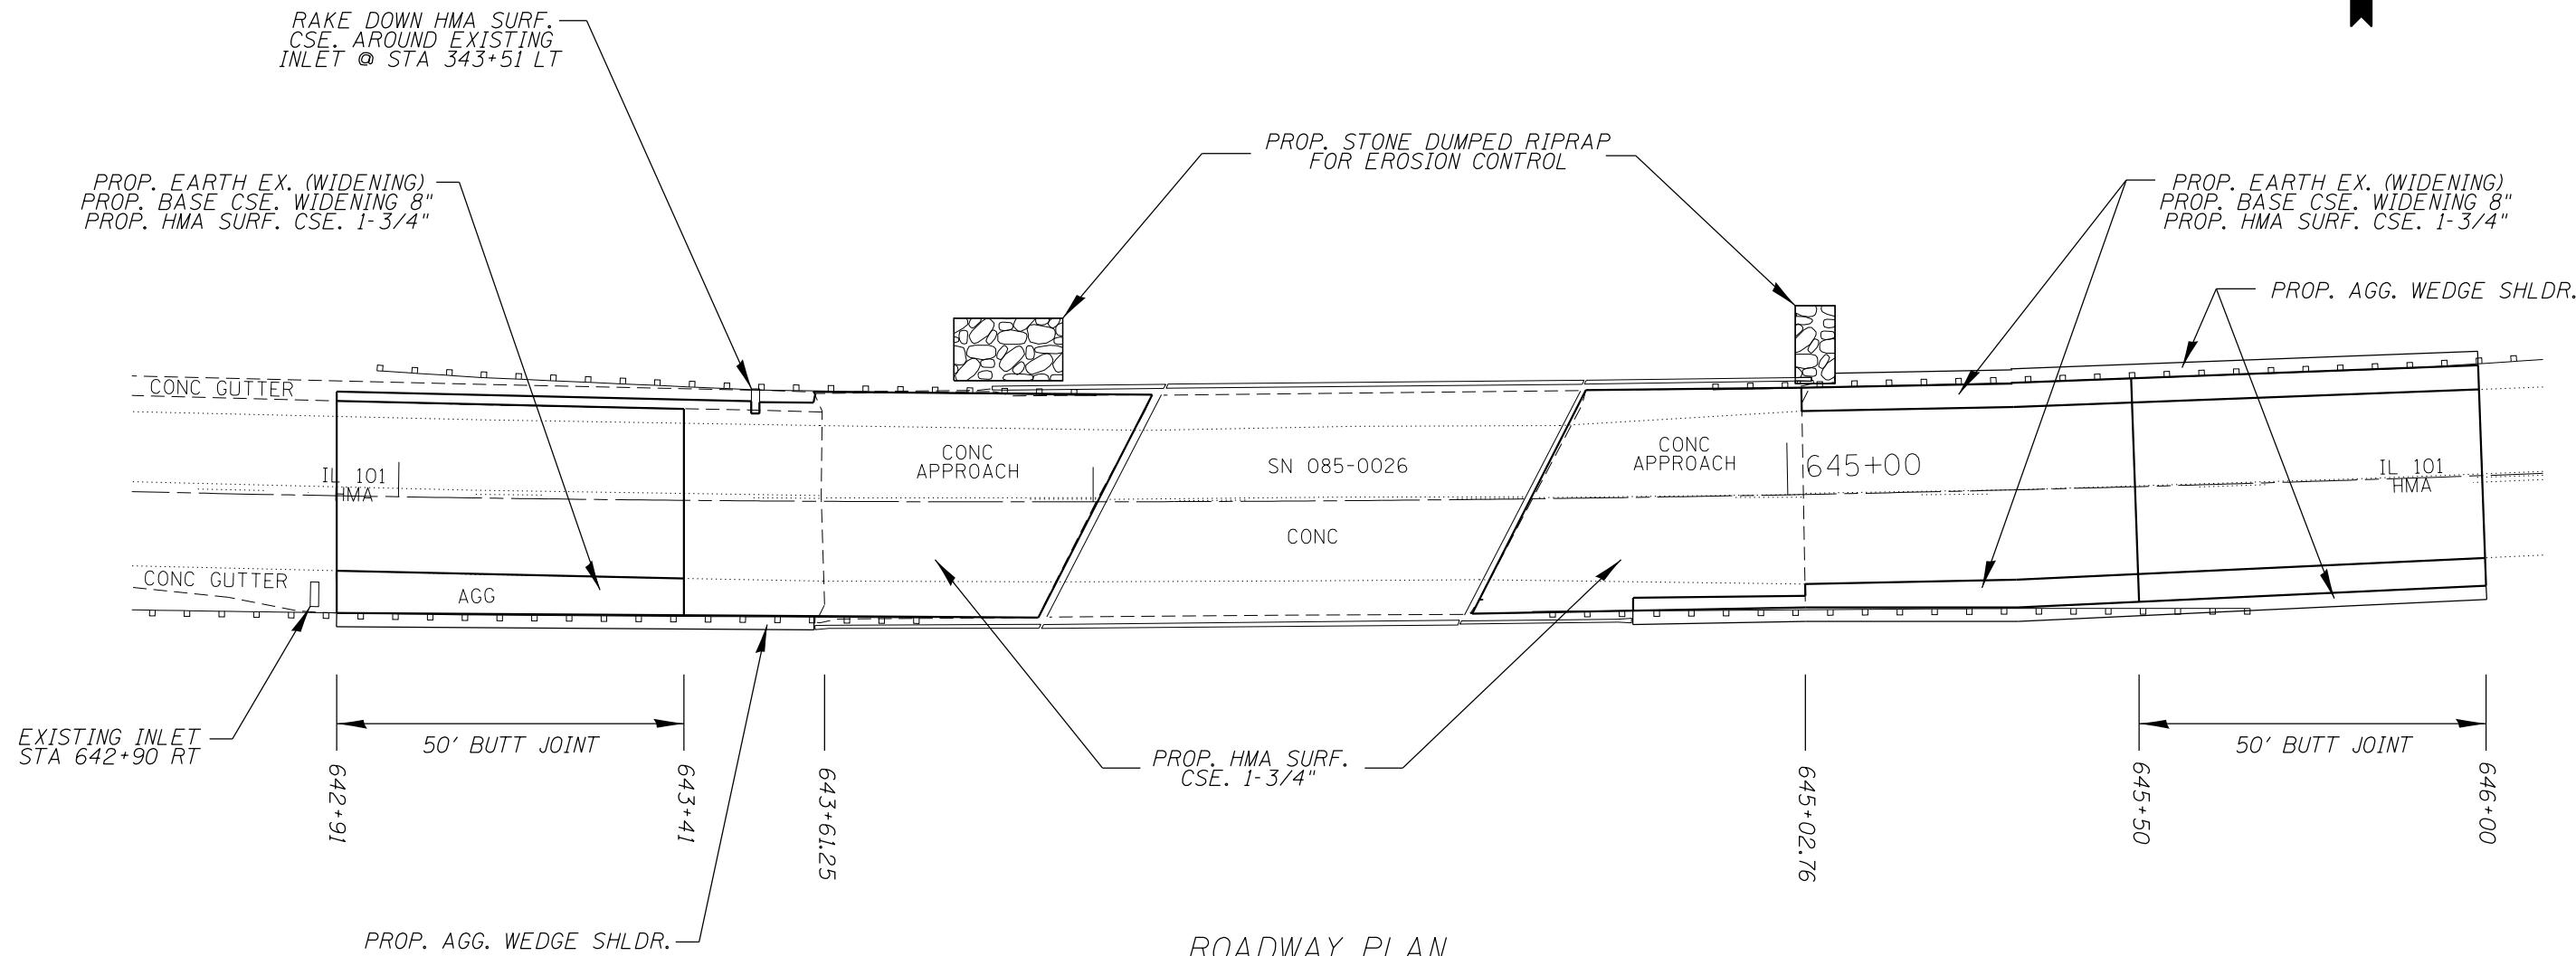 RAKE DOWN HMA SURF.
CSE. AROUND EXISTING
INLET @ STA 343+51 LT
PROP. STONE DUMPED RIPRAP
FOR EROSION CONTROL
PROP. EARTH EX. (WIDENING)
PROP. BASE CSE. WIDENING 8"
PROP. HMA SURF. CSE. 1-3/4"
PROP. EARTH EX. (WIDENING)
PROP. BASE CSE. WIDENING 8"
PROP. HMA SURF. CSE. 1-3/4"
PROP. AGG. WEDGE SHLDR.
CONC GUTTER
CONC
APPROACH
SN 085-0026
CONC
APPROACH
645+00
IL 101
HMA
IL 101
HMA
CONC
CONC GUTTER
AGG
EXISTING INLET
STA 642+90 RT
50' BUTT JOINT
PROP. HMA SURF.
CSE. 1-3/4"
50' BUTT JOINT
642+91
643+41
643+61.25
645+02.76
645+50
646+00
PROP. AGG. WEDGE SHLDR.
ROADWAY PLAN